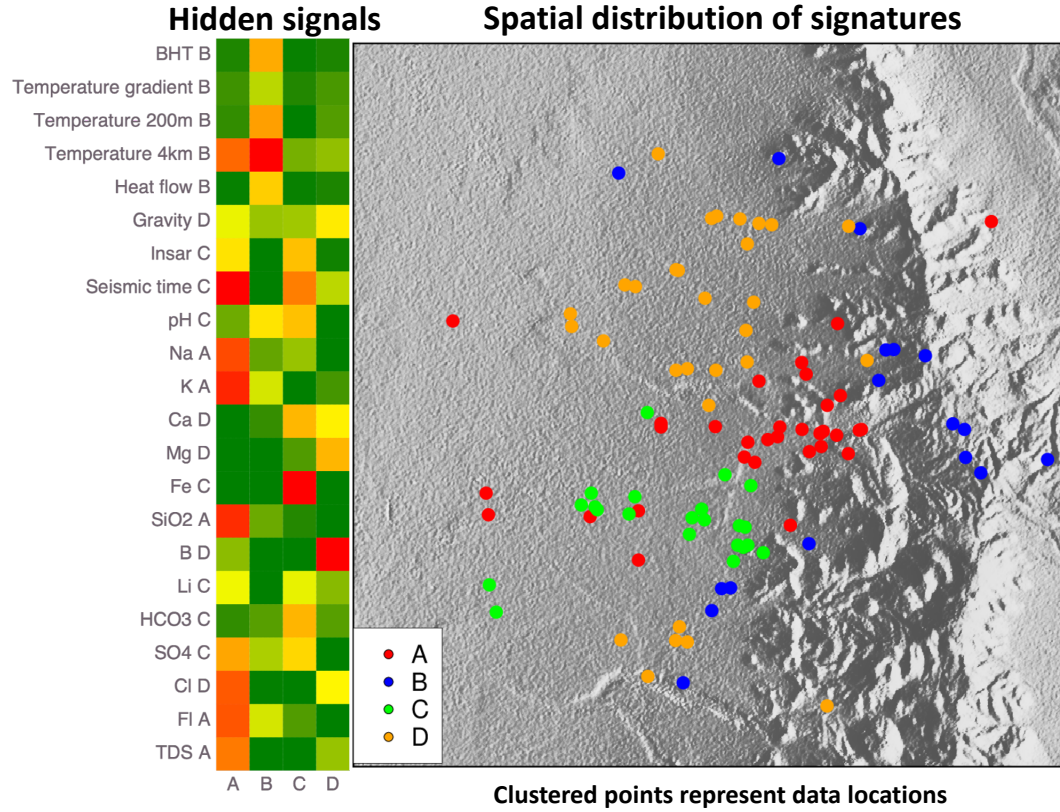 Hidden signals
Spatial distribution of signatures
BHT B
Temperature gradient B
Temperature 200m B
Temperature 4km B
Heat flow B
Gravity D
Insar C
Seismic time C
pH C
Na A
K A
Ca D
Mg D
Fe C
SiO2 A
B D
Li C
HCO3 C
SO4 C
Cl D
Fl A
TDS A
A B C D
A
B
C
D
Clustered points represent data locations